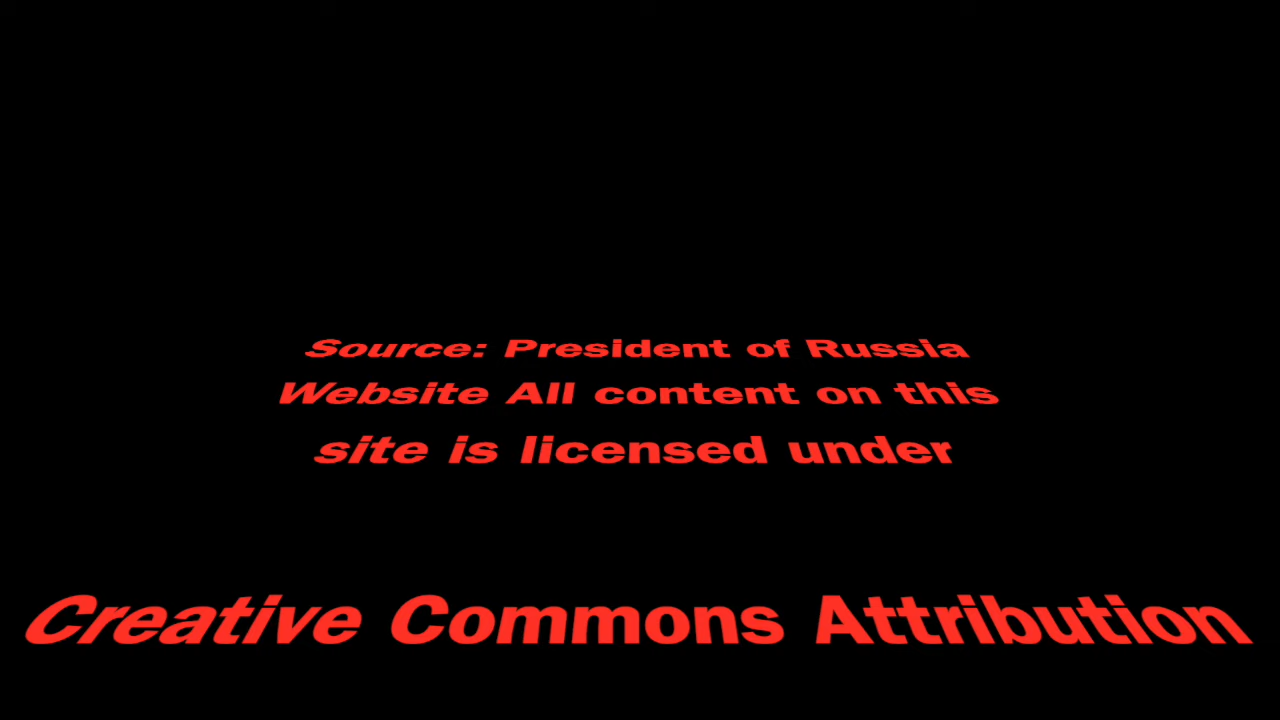 Source: President of Russia
Website All content on this
site is licensed under
Creative Commons Attribution